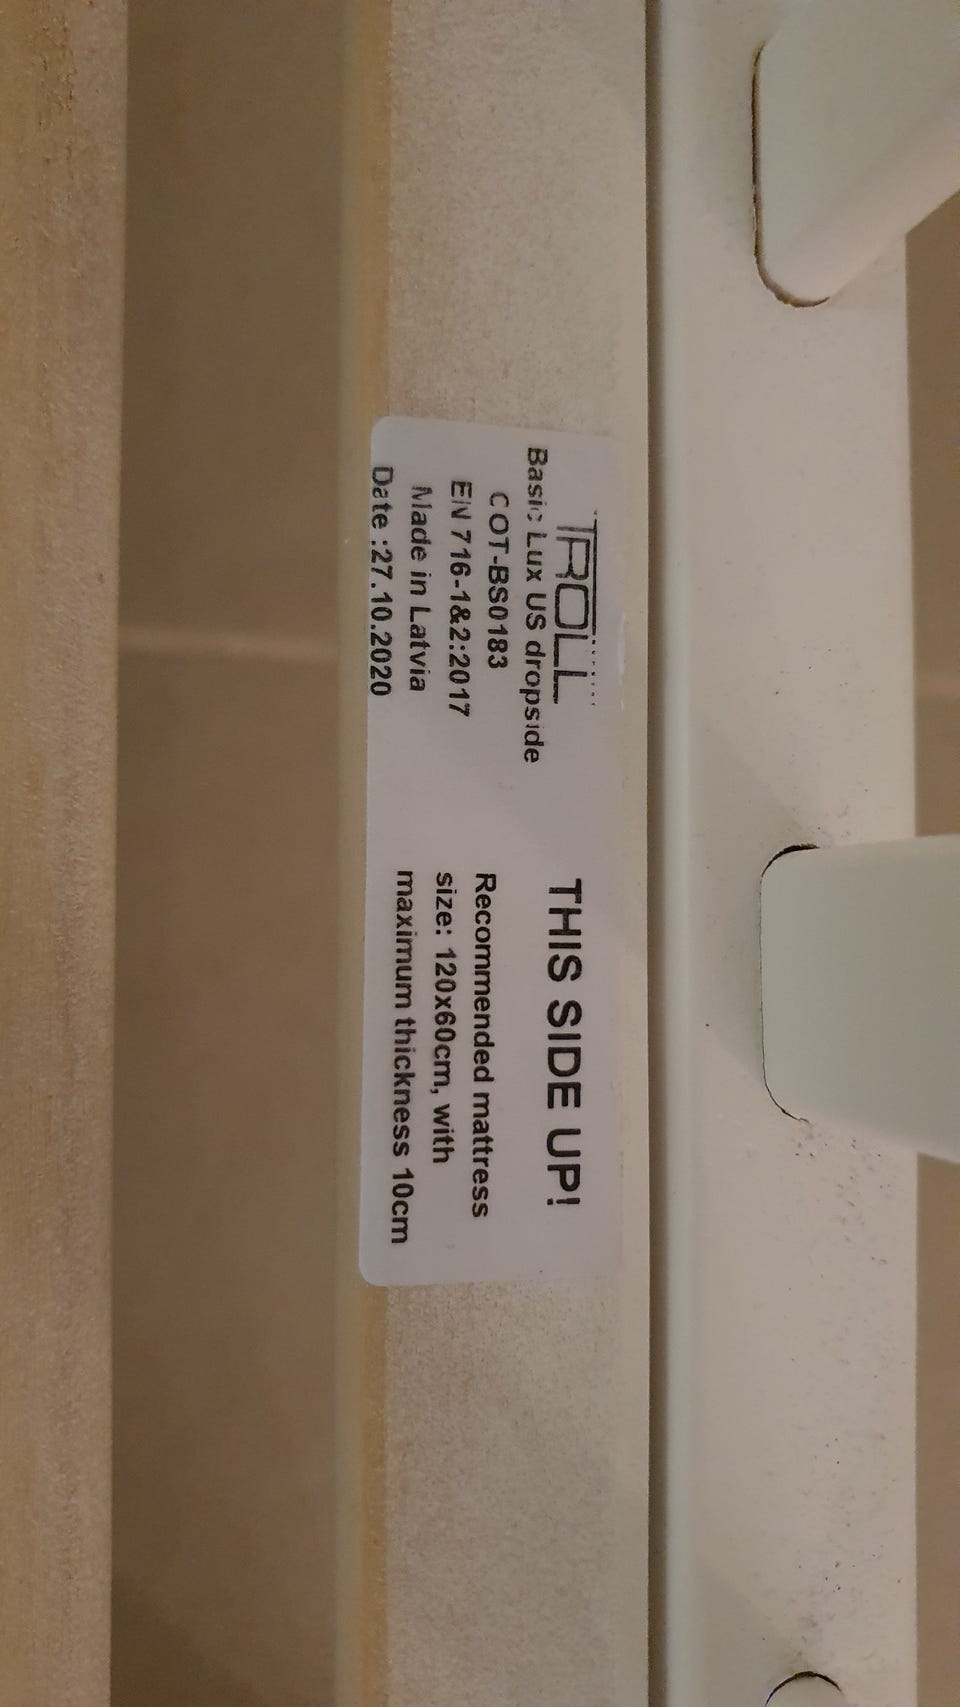 TROLL
Basic Lux US dropside
COT-BS0183
EN 716-1&2:2017
Made in Latvia
Date :27.10.2020
THIS SIDE UP!
Recommended mattress
size: 120x60cm, with
maximum thickness 10cm